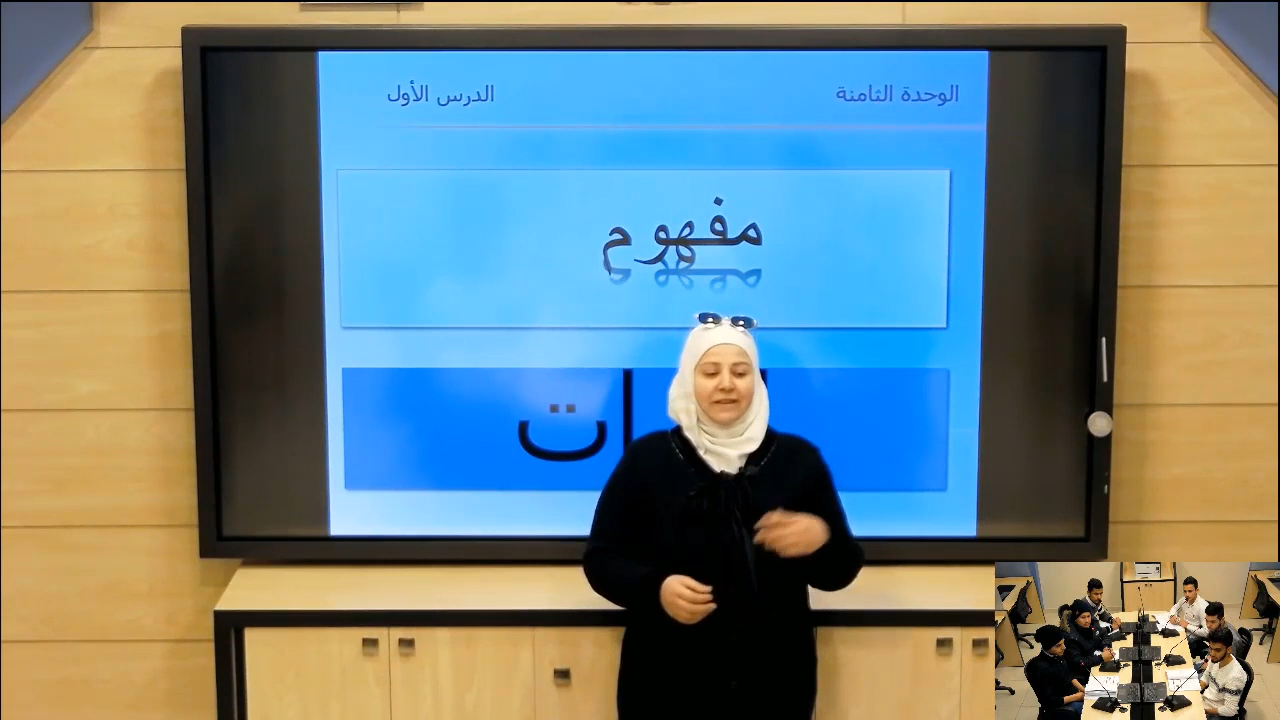 الوحدة الثامنة
الدرس الأول
مفهوم